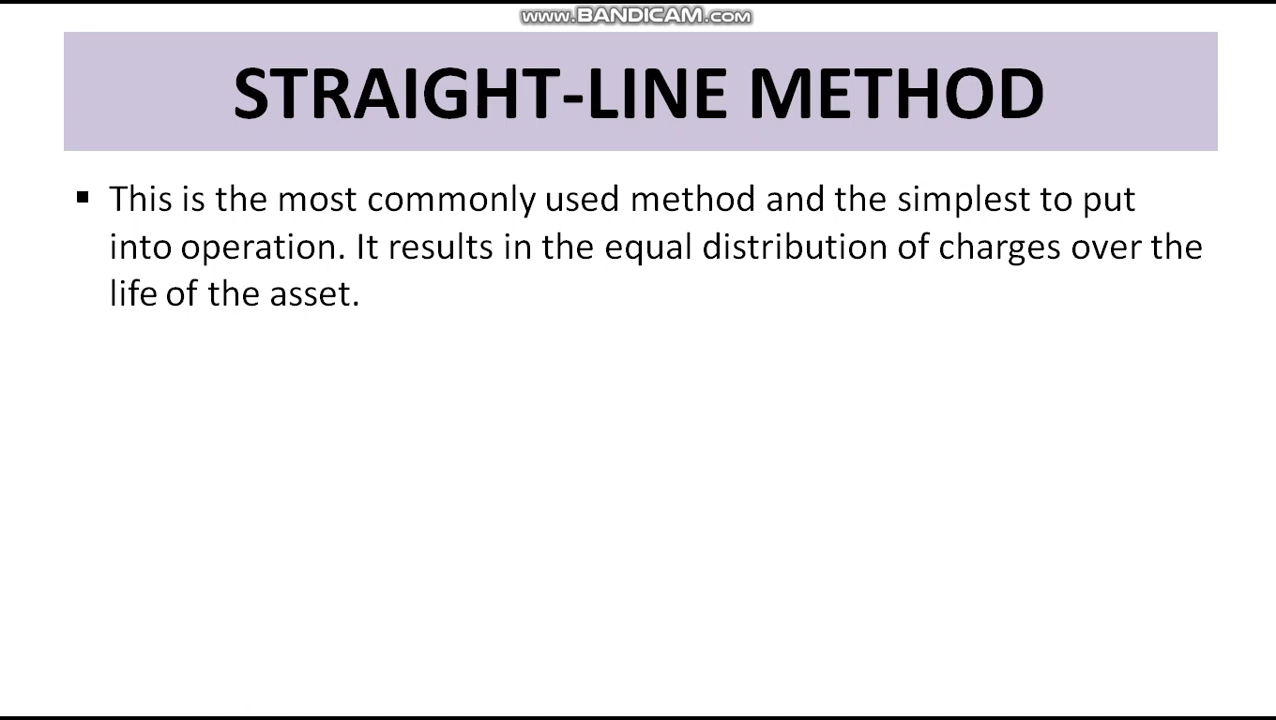 www.BANDICAM.com
STRAIGHT-LINE METHOD
▪ This is the most commonly used method and the simplest to put
into operation. It results in the equal distribution of charges over the
life of the asset.